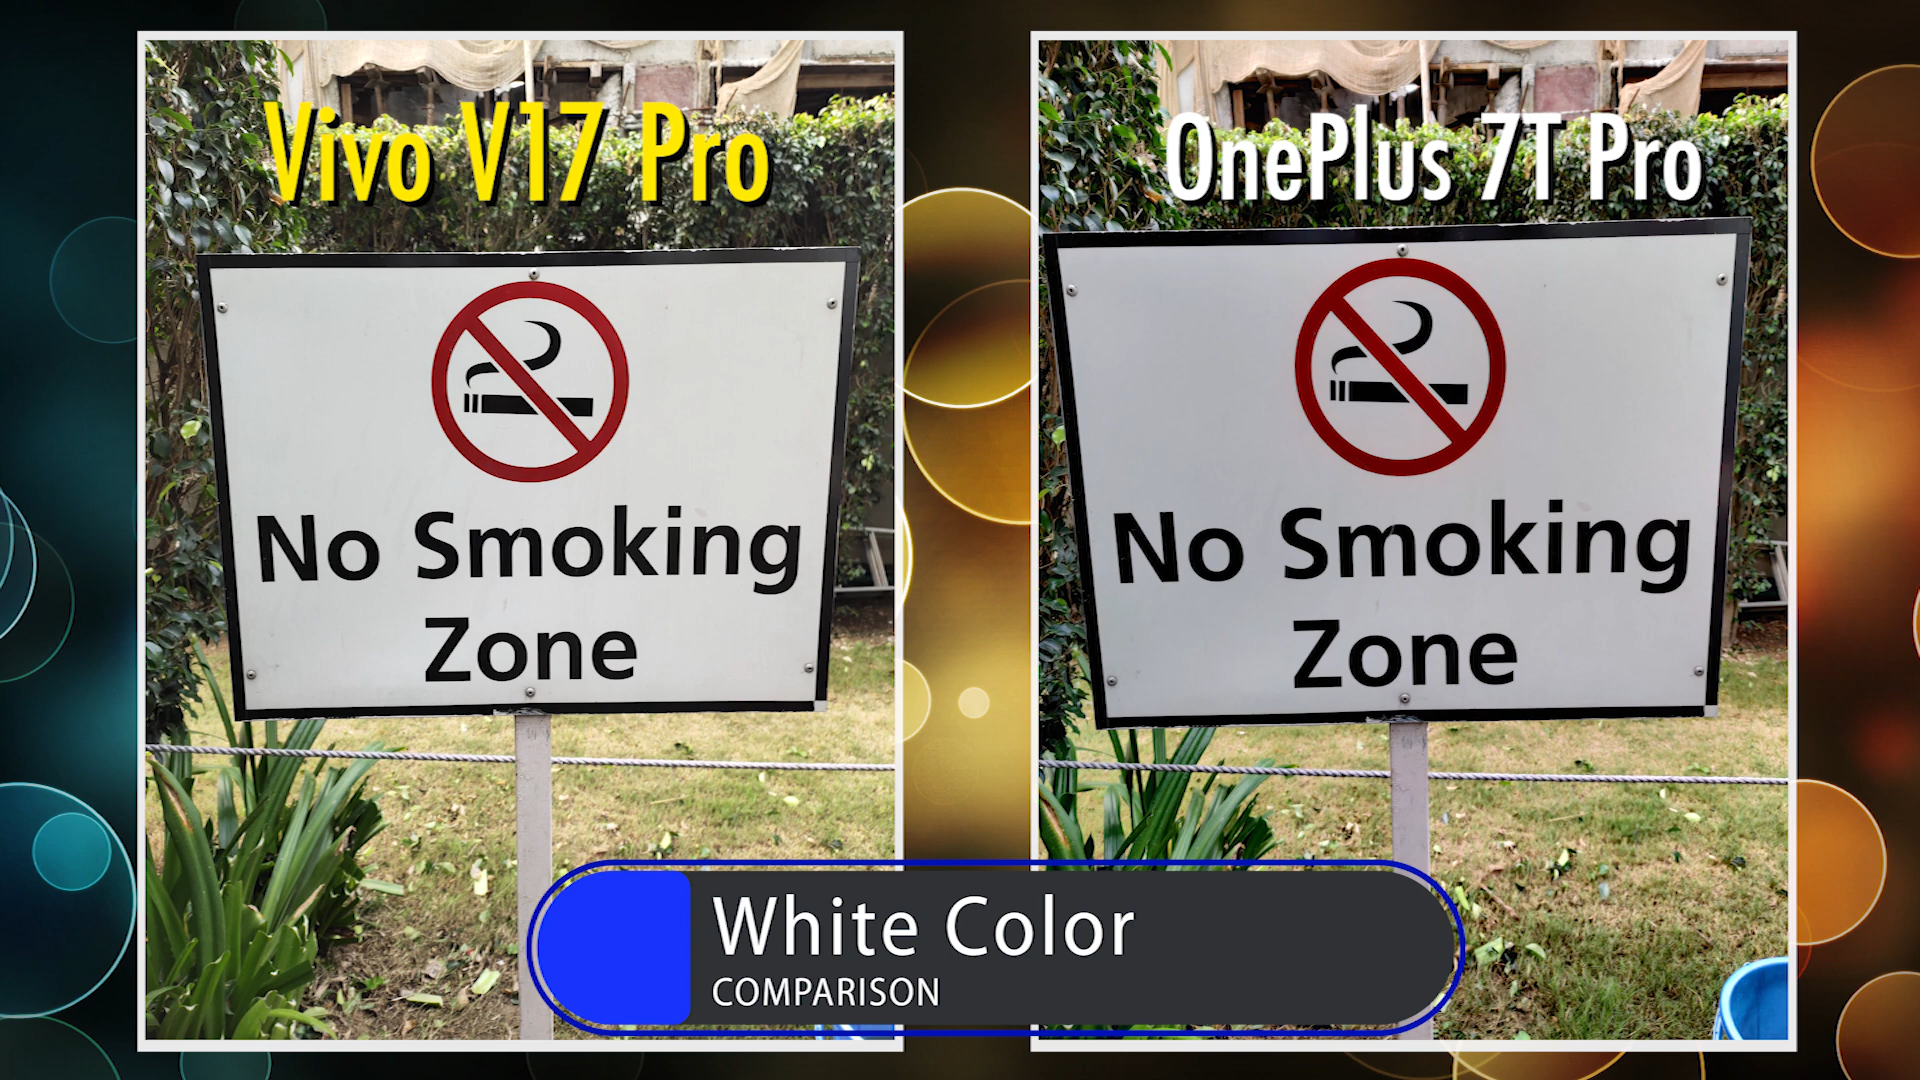 Vivo V17 Pro
No Smoking
Zone
OnePlus 7T Pro
No Smoking
Zone
White Color
COMPARISON